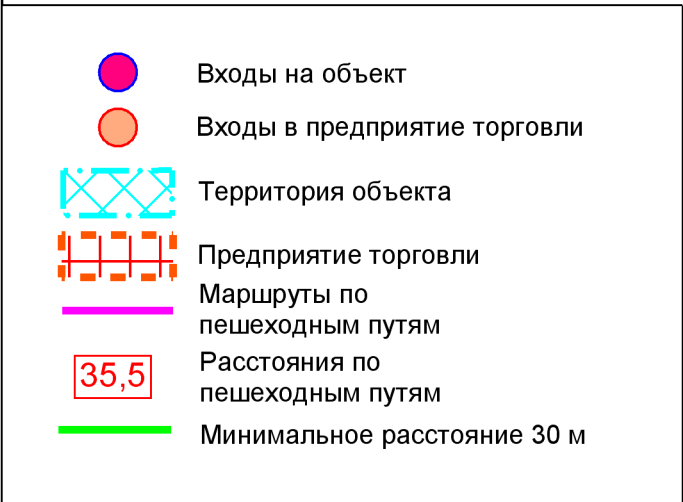 Входы на объект
Входы в предприятие торговли
Территория объекта
Предприятие торговли
Маршруты по
пешеходным путям
35,5
Расстояния по
пешеходным путям
Минимальное расстояние 30 м